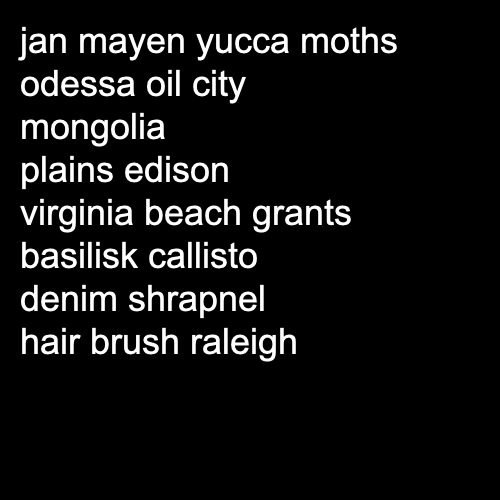 jan mayen yucca moths
odessa oil city
mongolia
plains edison
virginia beach grants
basilisk callisto
denim shrapnel
hair brush raleigh